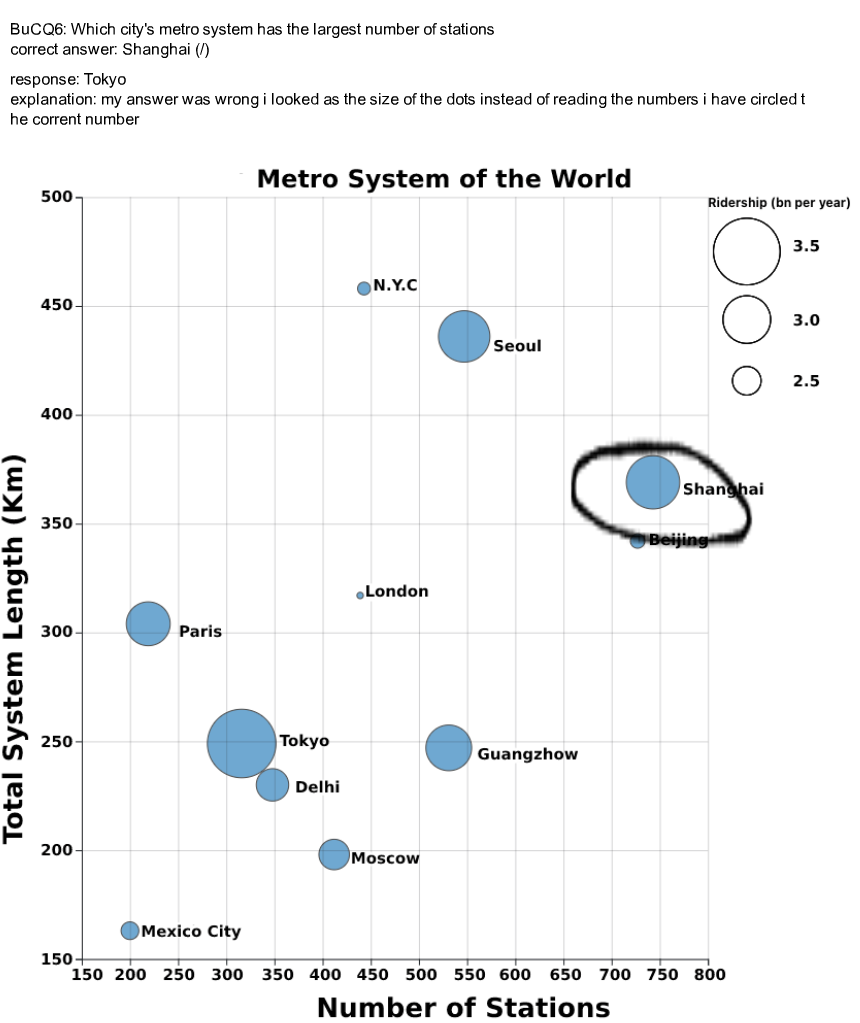 BuCQ6: Which city's metro system has the largest number of stations
correct answer: Shanghai (/)
response: Tokyo
explanation: my answer was wrong i looked as the size of the dots instead of reading the numbers i have circled t
he corrent number
Metro System of the World
Ridership (bn per year)
3.5
3.0
2.5
500
450
400
350
300
250
200
150
Total System Length (Km)
N.Y.C
Seoul
Shanghai
Beijing
London
Paris
Tokyo
Guangzhow
Delhi
Moscow
Mexico City
150 200 250 300 350 400 450 500 550 600 650 700 750 800
Number of Stations